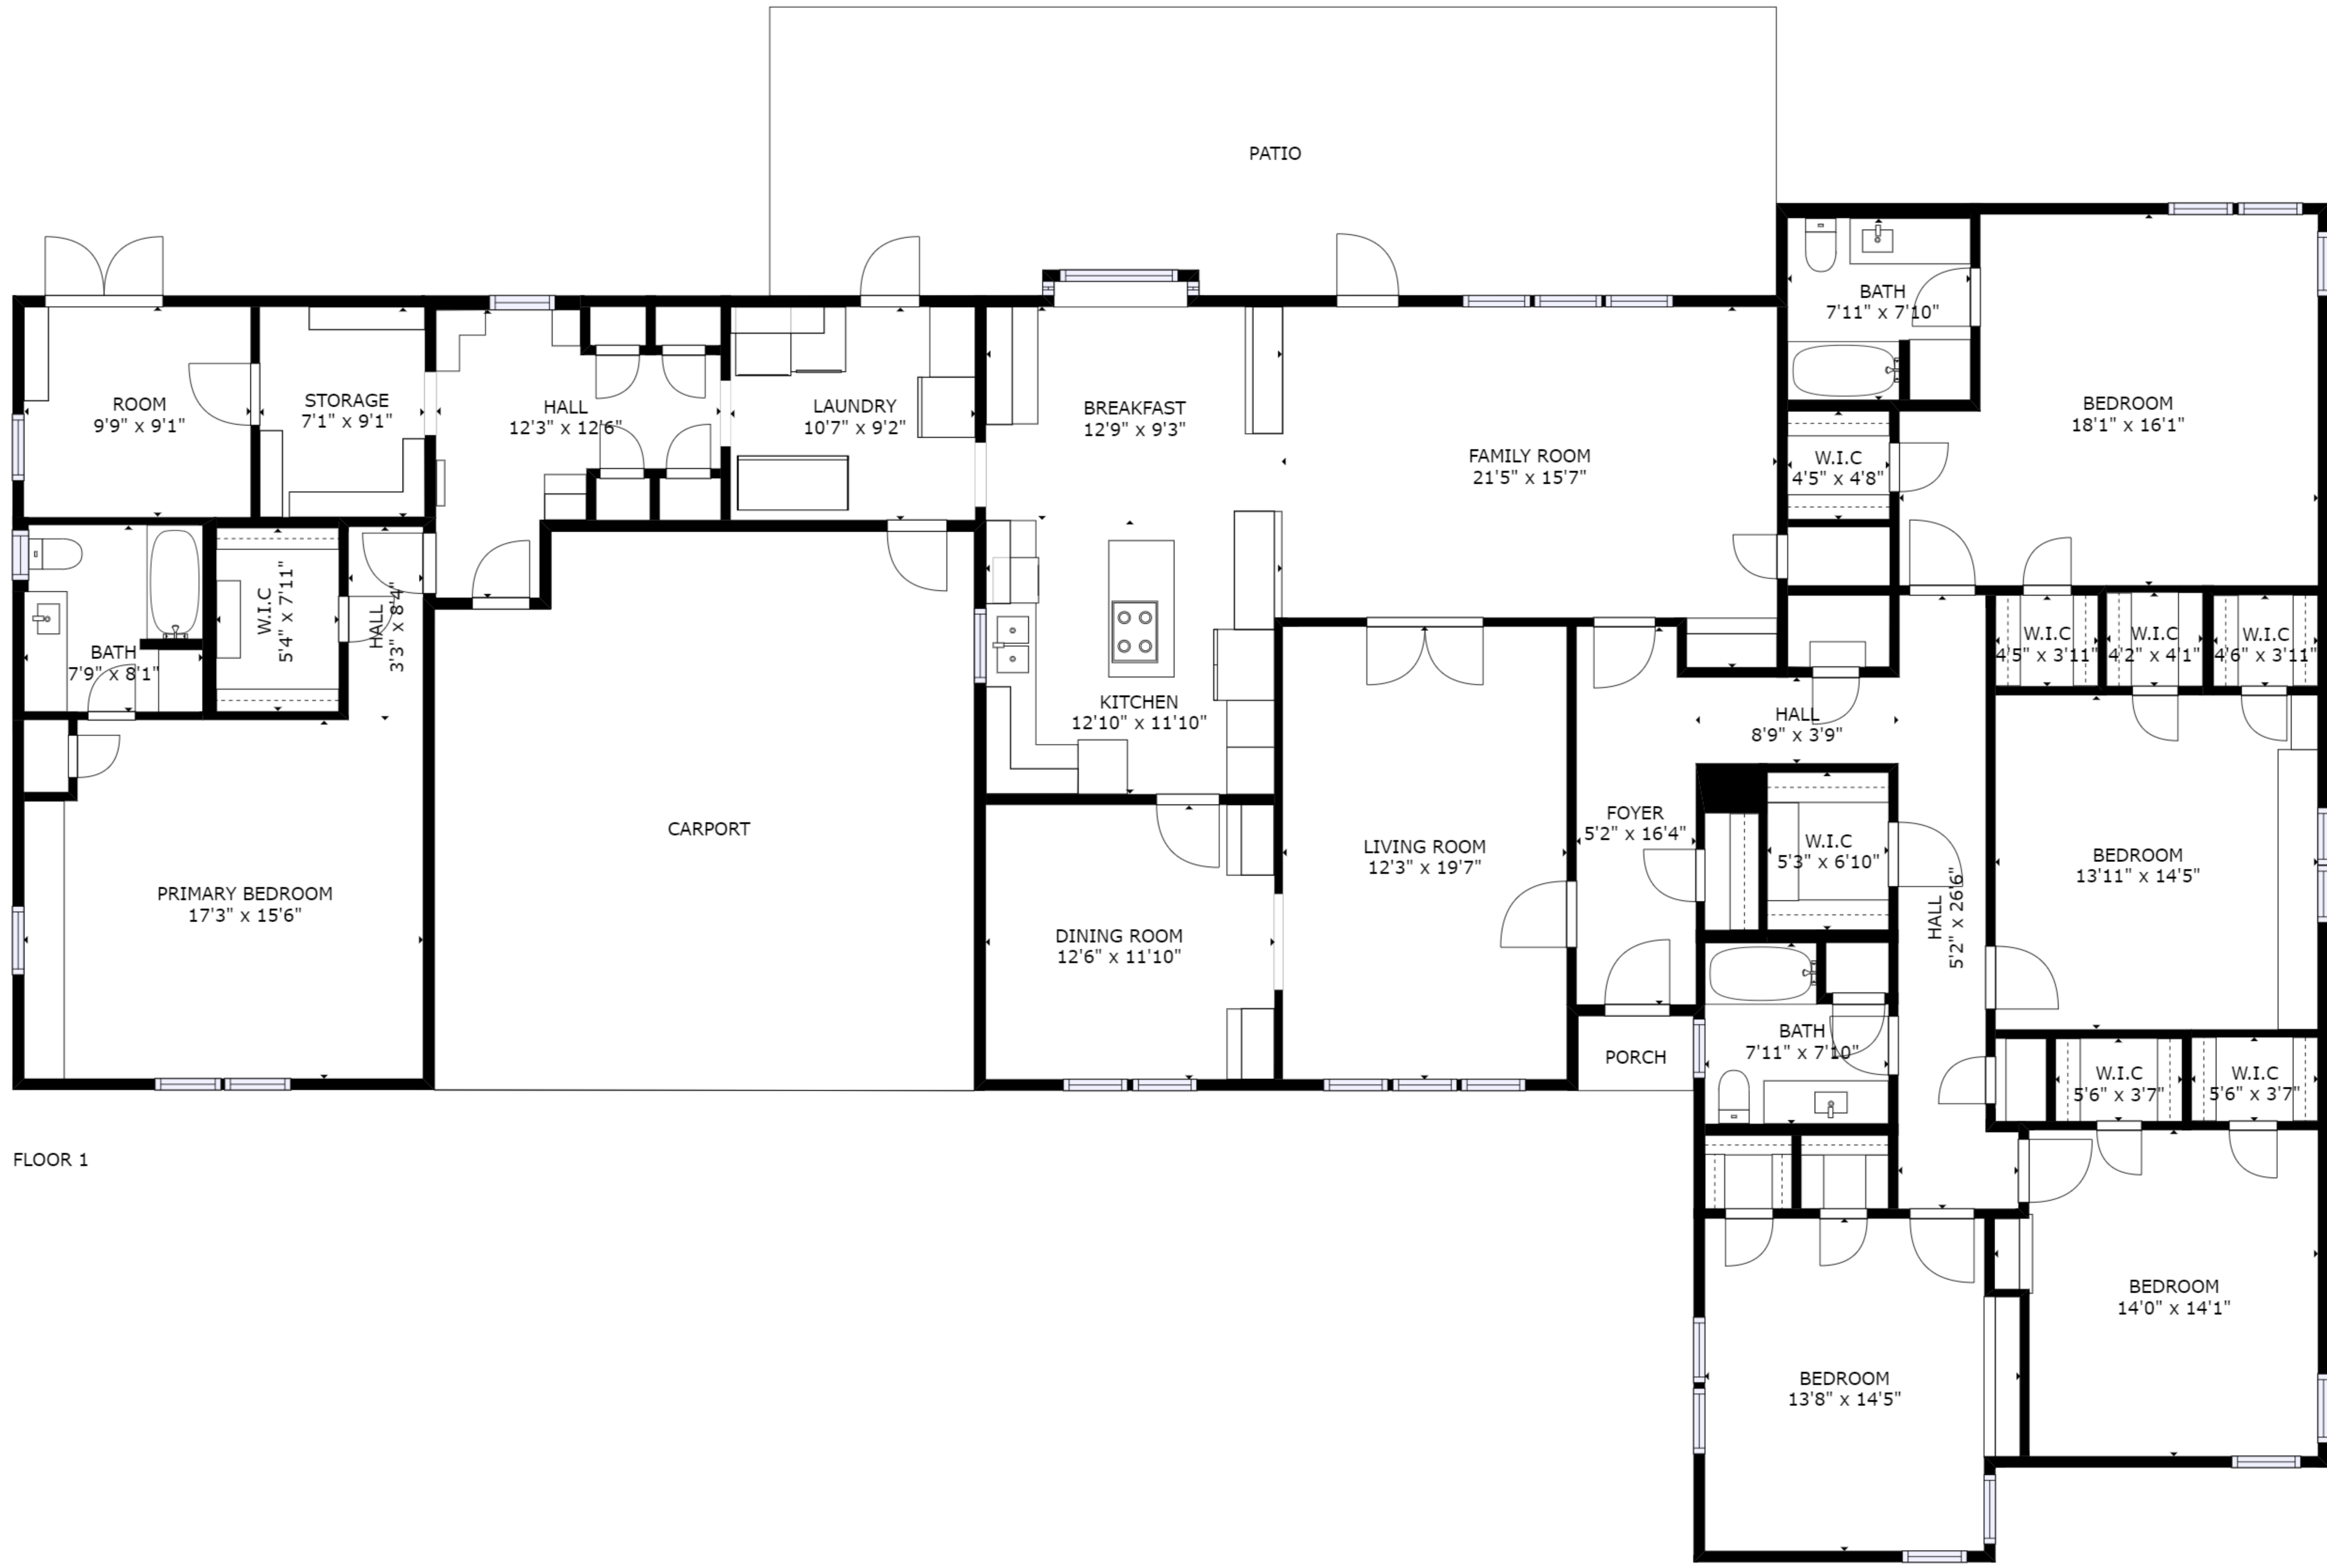 PATIO
BATH
7'11" x 7'10"
BEDROOM
18'1" x 16'1"
ROOM
9'9" x 9'1"
STORAGE
7'1" x 9'1"
HALL
12'3" x 12'6"
LAUNDRY
10'7" x 9'2"
BREAKFAST
12'9" x 9'3"
FAMILY ROOM
21'5" x 15'7"
W.I.C
4'5" x 4'8"
W.I.C
5'4" x 7'11"
HALL
3'3" x 8'4"
BATH
7'9" x 8'1"
W.I.C
4'5" x 3'11"
W.I.C
4'2" x 4'1"
W.I.C
4'6" x 3'11"
KITCHEN
12'10" x 11'10"
HALL
8'9" x 3'9"
CARPORT
FOYER
5'2" x 16'4"
LIVING ROOM
12'3" x 19'7"
W.I.C
5'3" x 6'10"
BEDROOM
13'11" x 14'5"
PRIMARY BEDROOM
17'3" x 15'6"
DINING ROOM
12'6" x 11'10"
HALL
5'2" x 26'6"
BATH
7'11" x 7'10"
PORCH
W.I.C
5'6" x 3'7"
W.I.C
5'6" x 3'7"
FLOOR 1
BEDROOM
14'0" x 14'1"
BEDROOM
13'8" x 14'5"